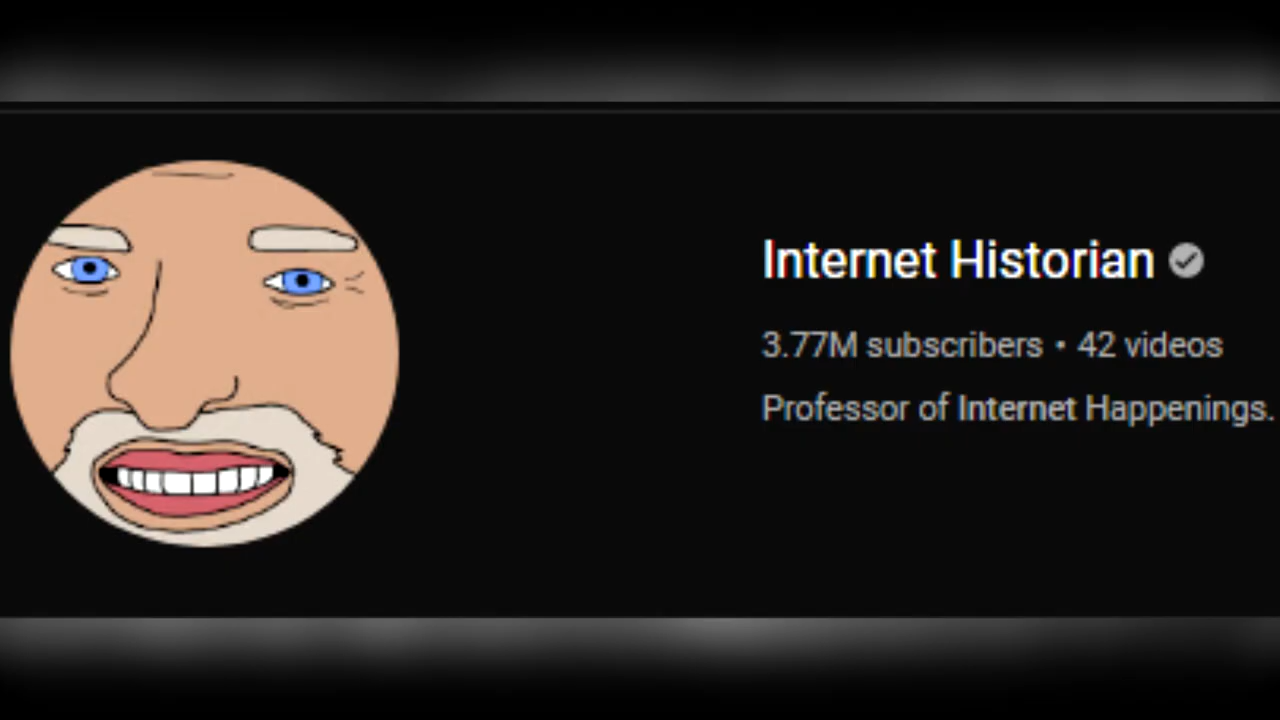 Internet Historian
3.77M subscribers • 42 videos
Professor of Internet Happenings.